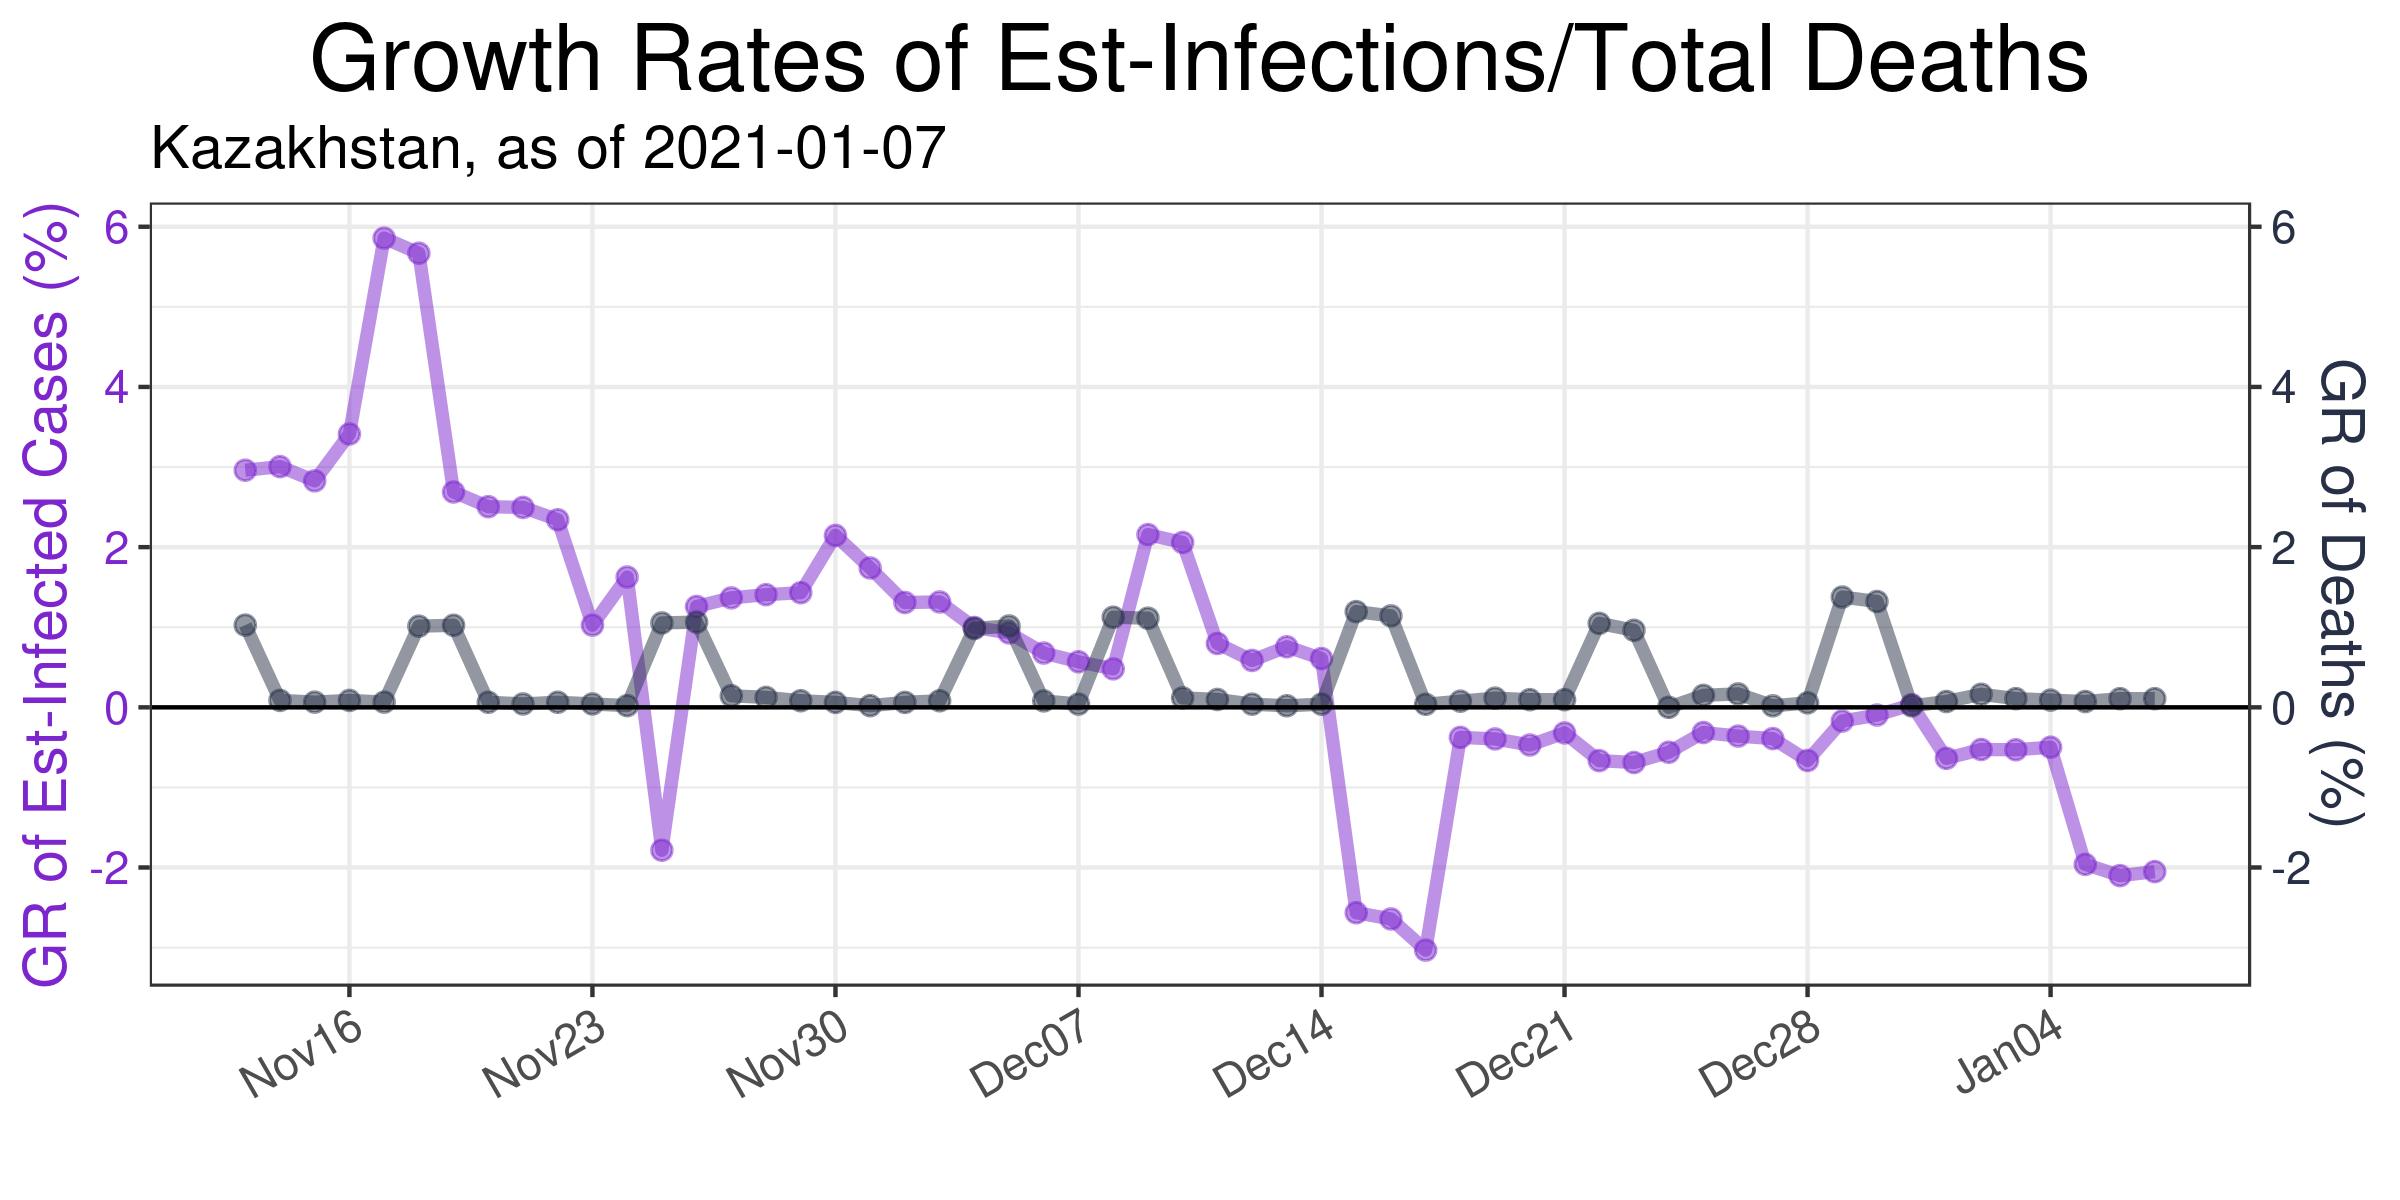 Growth Rates of Est-Infections/Total Deaths
Kazakhstan, as of 2021-01-07
GR of Est-Infected Cases (%)
6
4
2
0
-2
6
4
2
0
-2
GR of Deaths (%)
Nov16
Nov23
Nov30
Dec07
Dec14
Dec21
Dec28
Jan04